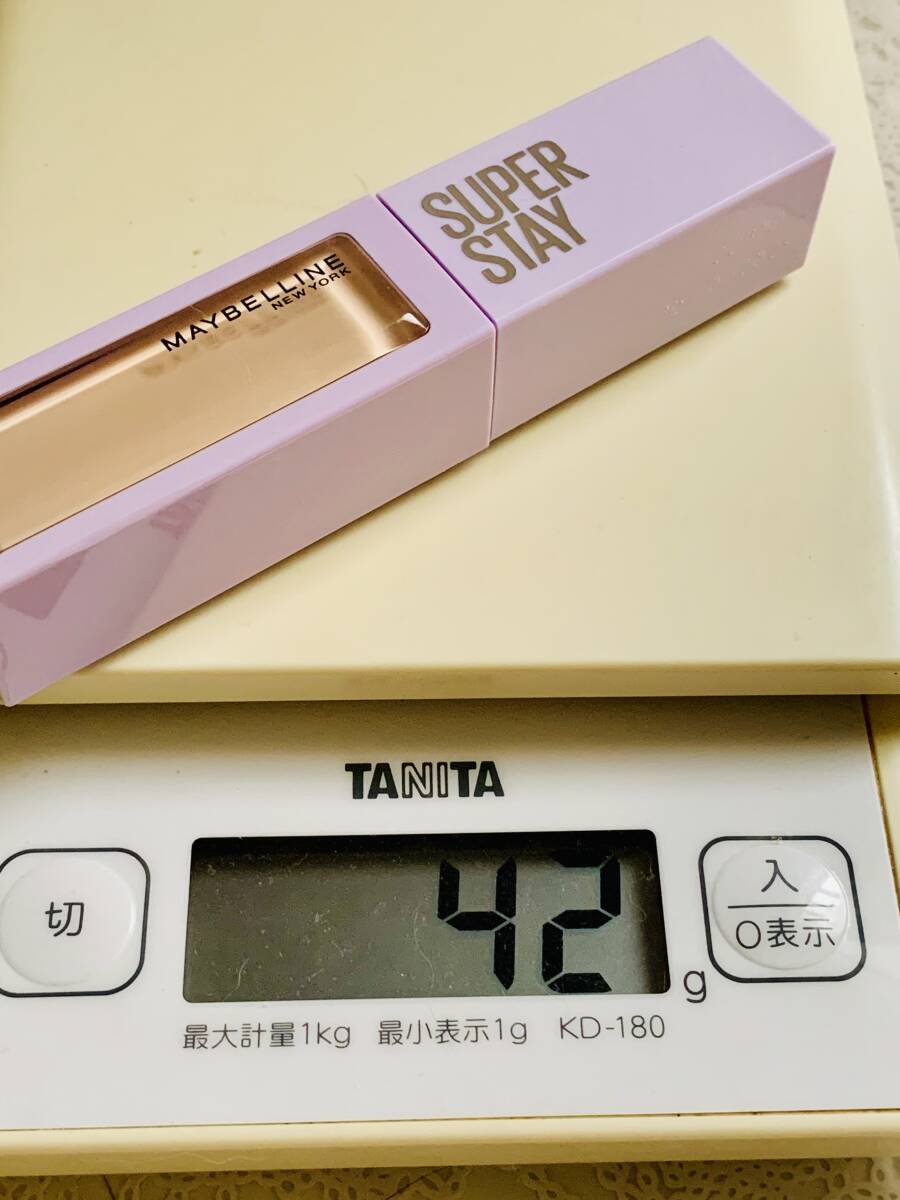 SUPER
STAY
MAYBELLINE
NEW YORK
TANITA
切
42 g
入
O表示
最大計量1kg 最小表示1g KD-180